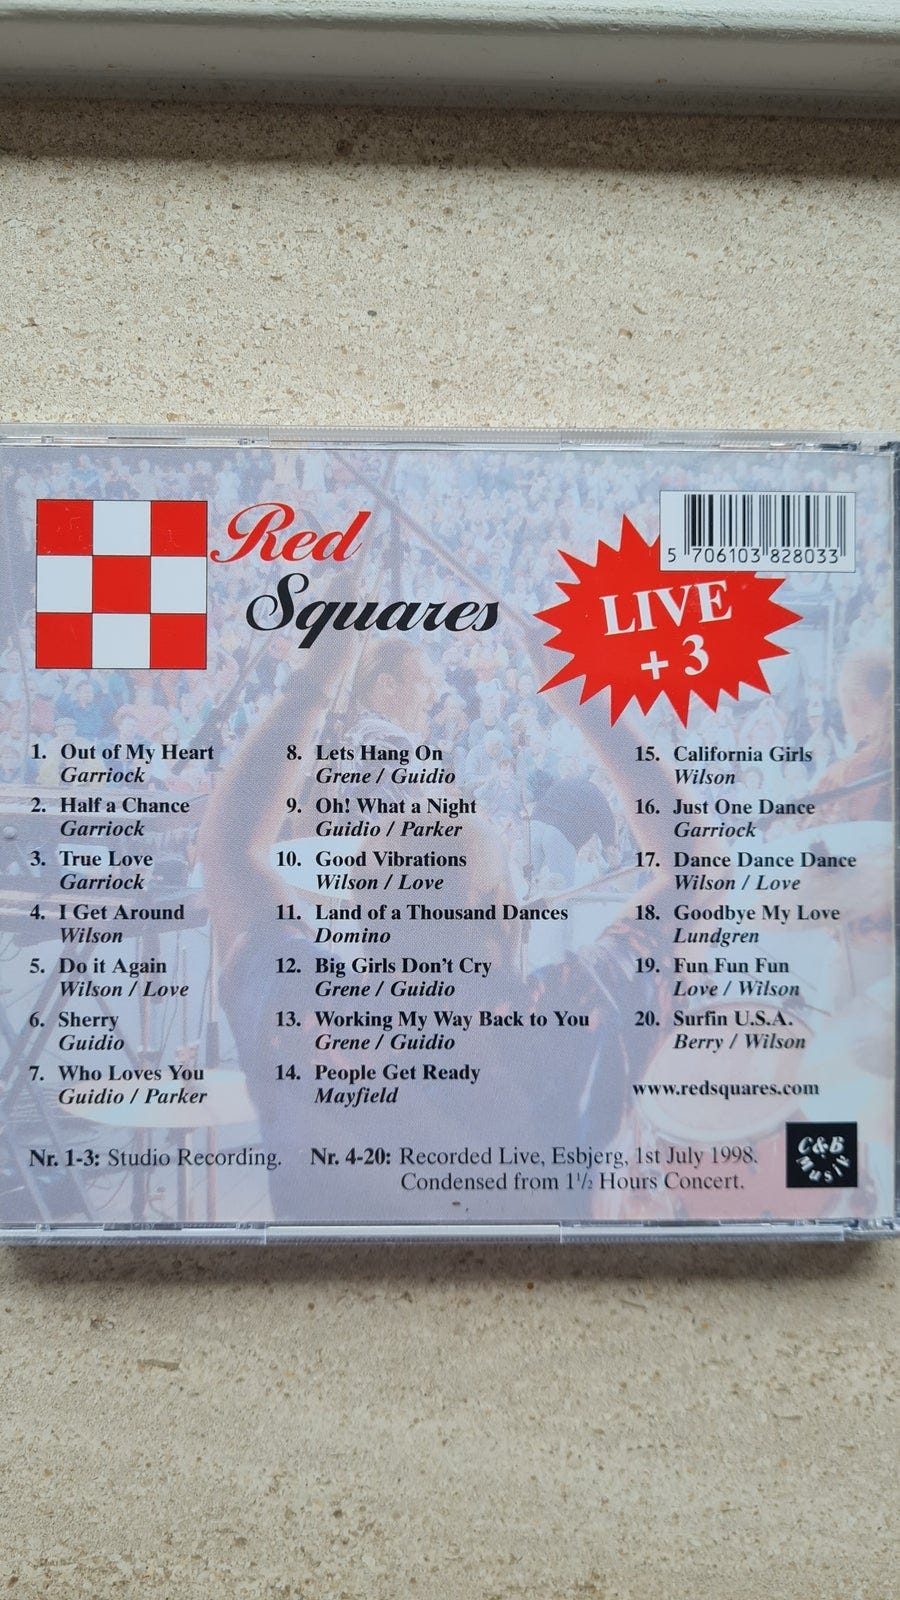 Red
Squares
5 706103 828033
LIVE
+ 3
1. Out of My Heart
Garriock
2. Half a Chance
Garriock
3. True Love
Garriock
4. I Get Around
Wilson
5. Do it Again
Wilson / Love
6. Sherry
Guidio
7. Who Loves You
Guidio / Parker
8. Lets Hang On
Grene / Guidio
9. Oh! What a Night
Guidio / Parker
10. Good Vibrations
Wilson / Love
11. Land of a Thousand Dances
Domino
12. Big Girls Don't Cry
Grene / Guidio
13. Working My Way Back to You
Grene / Guidio
14. People Get Ready
Mayfield
15. California Girls
Wilson
16. Just One Dance
Garriock
17. Dance Dance Dance
Wilson / Love
18. Goodbye My Love
Lundgren
19. Fun Fun Fun
Love / Wilson
20. Surfin U.S.A.
Berry / Wilson
www.redsquares.com
Nr. 1-3: Studio Recording.
Nr. 4-20: Recorded Live, Esbjerg, 1st July 1998.
Condensed from 1½ Hours Concert.
C&B
Musik